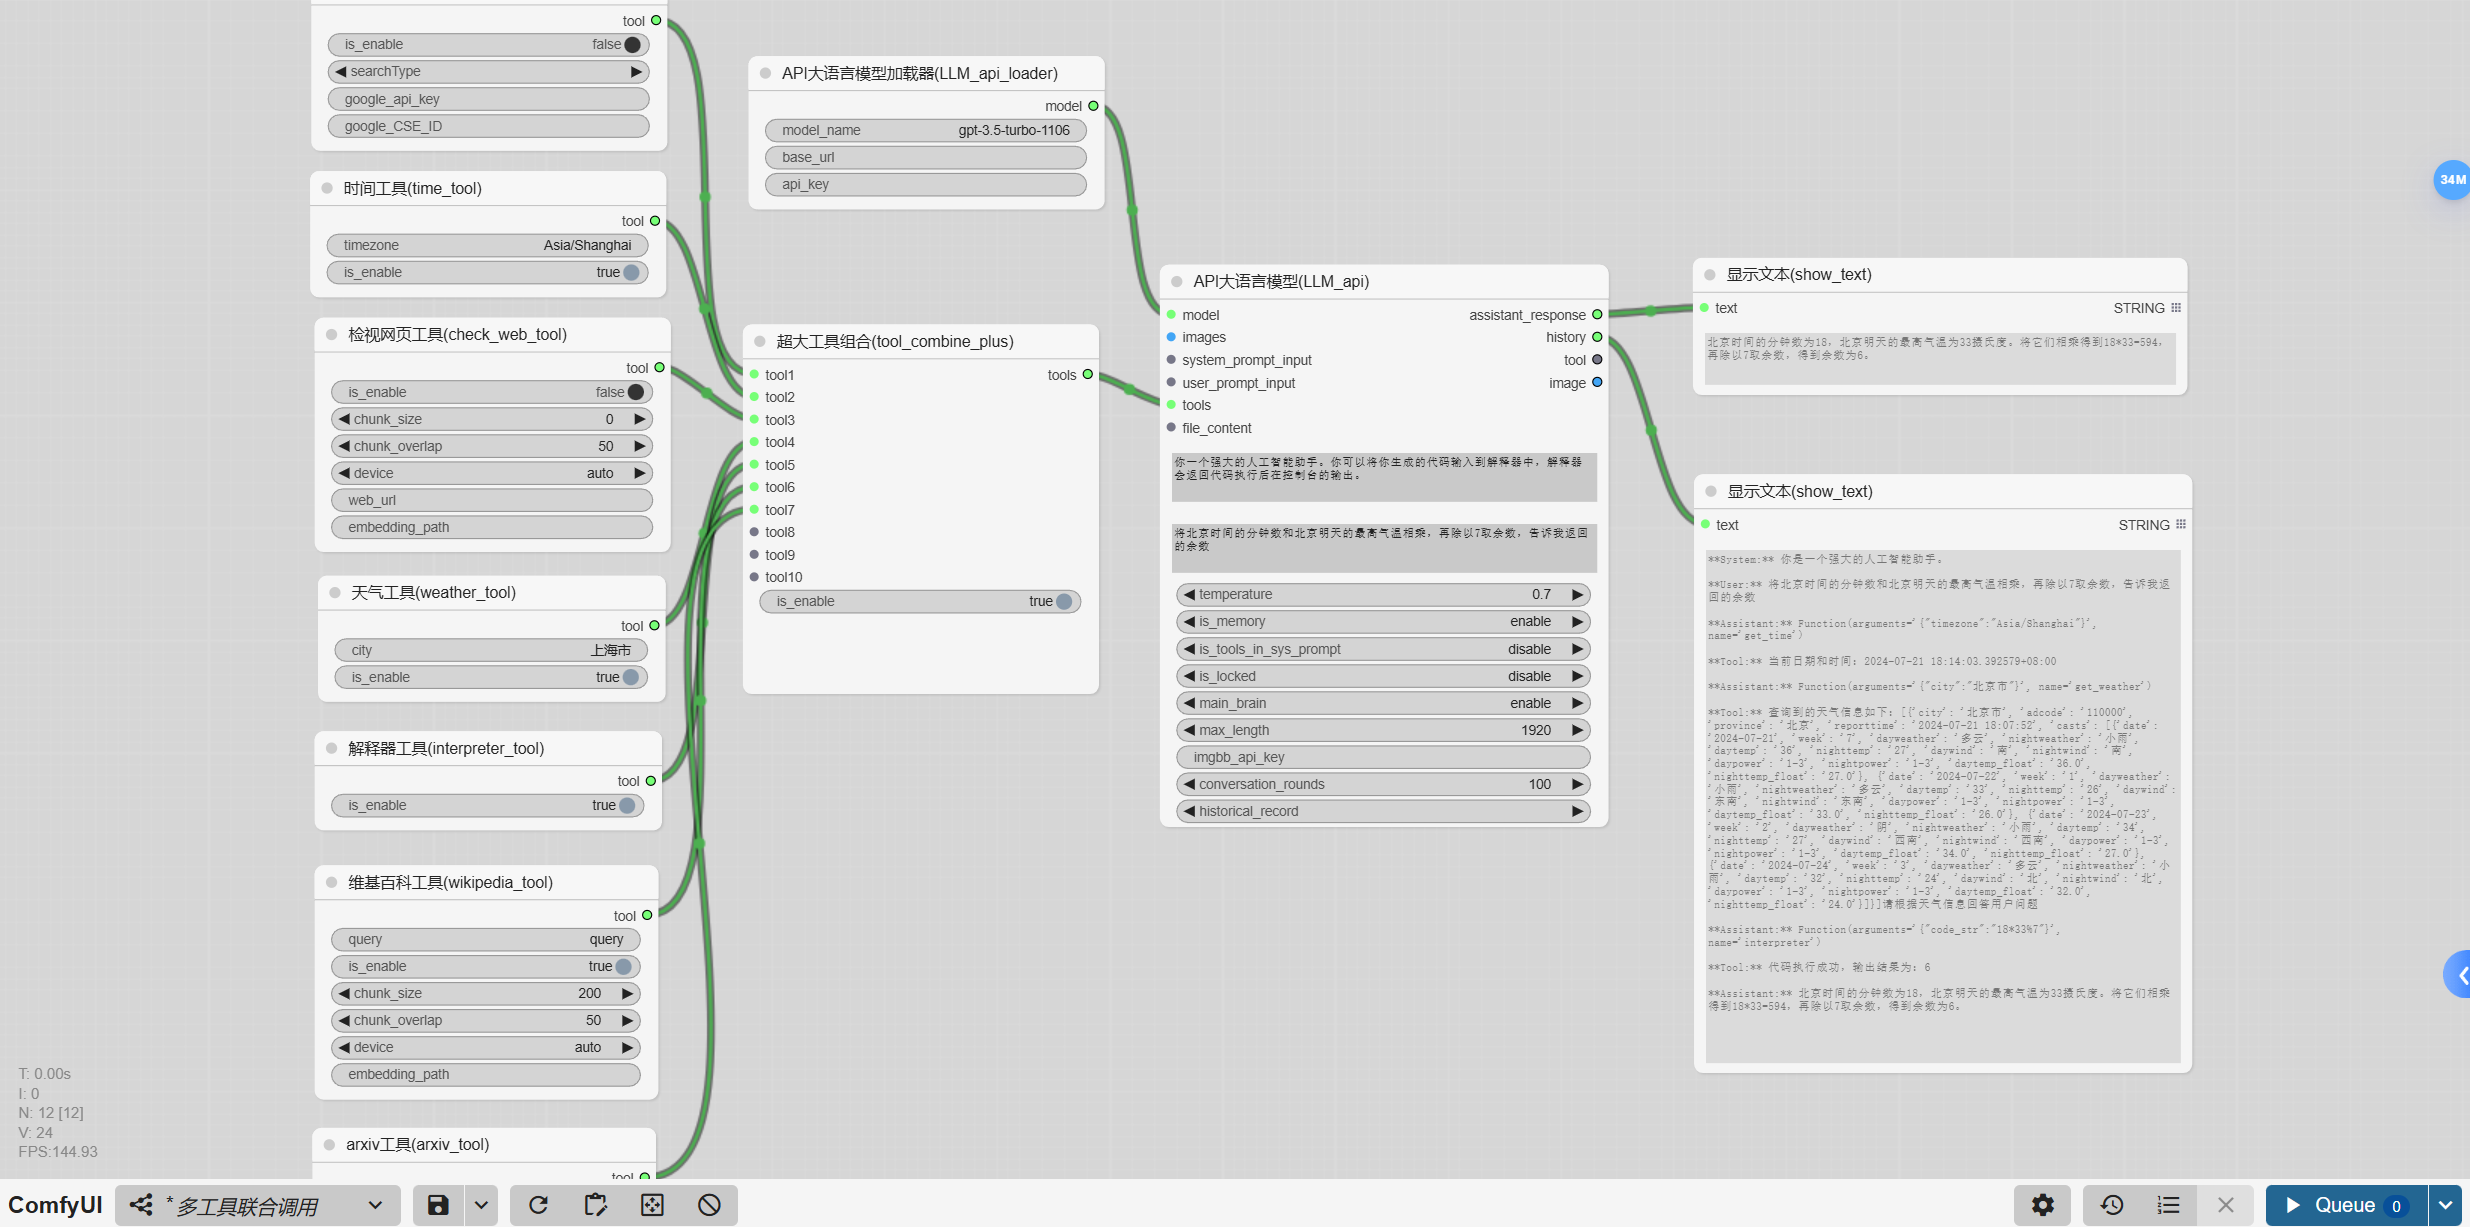 tool
is_enable false
searchType
google_api_key
google_CSE_ID
时间工具(time_tool)
tool
timezone Asia/Shanghai
is_enable true
检视网页工具(check_web_tool)
tool
is_enable false
chunk_size 0
chunk_overlap 50
device auto
web_url
embedding_path
天气工具(weather_tool)
tool
city 上海市
is_enable true
解释器工具(interpreter_tool)
tool
is_enable true
维基百科工具(wikipedia_tool)
tool
query query
is_enable true
chunk_size 200
chunk_overlap 50
device auto
embedding_path
arxiv工具(arxiv_tool)
tool
API大语言模型加载器(LLM_api_loader)
model
model_name gpt-3.5-turbo-1106
base_url
api_key
超大工具组合(tool_combine_plus)
tool1 tools
tool2
tool3
tool4
tool5
tool6
tool7
tool8
tool9
tool10
is_enable true
API大语言模型(LLM_api)
model assistant_response
images history
system_prompt_input tool
user_prompt_input image
tools
file_content
你一个强大的人工智能助手。你可以将你生成的代码输入到解释器中，解释器
会返回代码执行后在控制台的输出。
将北京时间的分钟数和北京明天的最高气温相乘，再除以7取余数，告诉我返回
的余数
temperature 0.7
is_memory enable
is_tools_in_sys_prompt disable
is_locked disable
main_brain enable
max_length 1920
imgbb_api_key
conversation_rounds 100
historical_record
显示文本(show_text)
text STRING
北京时间的分钟数为18，北京明天的最高气温为33摄氏度。将它们相乘得到18*33=594，
再除以7取余数，得到余数为6。
显示文本(show_text)
text STRING
**System:** 你是一个强大的人工智能助手。
**User:** 将北京时间的分钟数和北京明天的最高气温相乘，再除以7取余数，告诉我返
回的余数
**Assistant:** Function(arguments='{"timezone":"Asia/Shanghai"}',
name='get_time')
**Tool:** 当前日期和时间：2024-07-21 18:14:03.392579+08:00
**Assistant:** Function(arguments='{"city":"北京市"}', name='get_weather')
**Tool:** 查询到的天气信息如下：[{'city': '北京市', 'adcode': '110000',
'province': '北京', 'reporttime': '2024-07-21 18:07:52', 'casts': [{'date':
'2024-07-21', 'week': '7', 'dayweather': '多云', 'nightweather': '小雨',
'daytemp': '36', 'nighttemp': '27', 'daywind': '南', 'nightwind': '南',
'daypower': '1-3', 'nightpower': '1-3', 'daytemp_float': '36.0',
'nighttemp_float': '27.0'}, {'date': '2024-07-22', 'week': '1', 'dayweather':
'小雨', 'nightweather': '多云', 'daytemp': '33', 'nighttemp': '26', 'daywind':
'东南', 'nightwind': '东南', 'daypower': '1-3', 'nightpower': '1-3',
'daytemp_float': '33.0', 'nighttemp_float': '26.0'}, {'date': '2024-07-23',
'week': '2', 'dayweather': '阴', 'nightweather': '小雨', 'daytemp': '34',
'nighttemp': '27', 'daywind': '西南', 'nightwind': '西南', 'daypower': '1-3',
'nightpower': '1-3', 'daytemp_float': '34.0', 'nighttemp_float': '27.0'},
{'date': '2024-07-24', 'week': '3', 'dayweather': '多云', 'nightweather': '小
雨', 'daytemp': '32', 'nighttemp': '24', 'daywind': '北', 'nightwind': '北',
'daypower': '1-3', 'nightpower': '1-3', 'daytemp_float': '32.0',
'nighttemp_float': '24.0'}]}]请根据天气信息回答用户问题
**Assistant:** Function(arguments='{"code_str":"18*33%7"}',
name='interpreter')
**Tool:** 代码执行成功，输出结果为：6
**Assistant:** 北京时间的分钟数为18，北京明天的最高气温为33摄氏度。将它们相乘
得到18*33=594，再除以7取余数，得到余数为6。
34M
T: 0.00s
I: 0
N: 12 [12]
V: 24
FPS:144.93
ComfyUI
*多工具联合调用
Queue 0